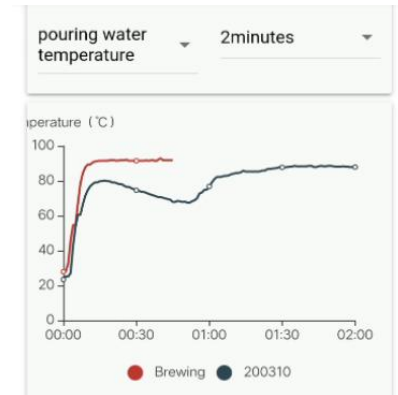 pouring water
temperature
2minutes
perature (℃)
100
80
60
40
20
0
00:00 00:30 01:00 01:30 02:00
Brewing 200310